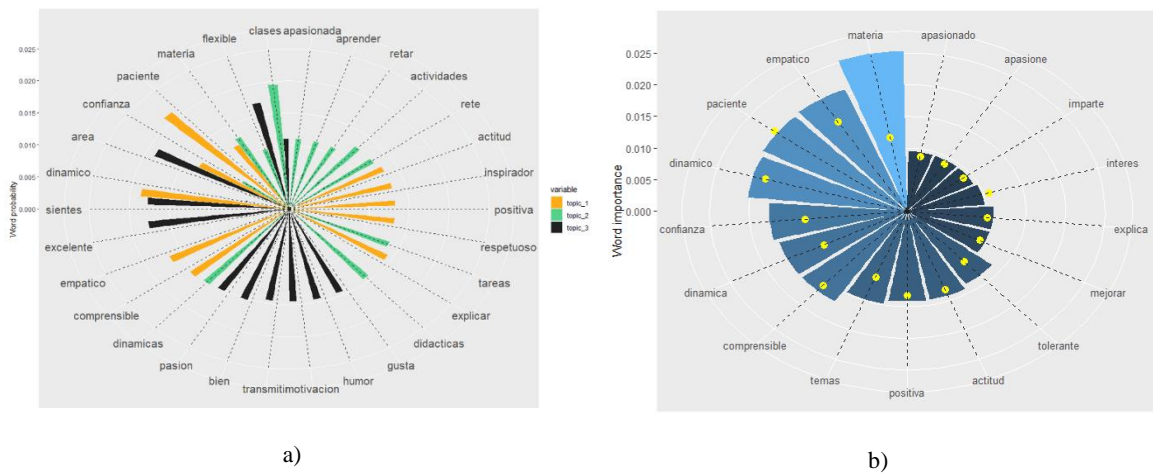 clases apasionada
flexible
aprender
materia
retar
paciente
actividades
confianza
rete
area
actitud
dinamico
inspirador
sientes
positiva
excelente
respetuoso
empatico
tareas
comprensible
explicar
dinamicas
didacticas
pasion
gusta
bien
humor
transmitimotivacion
Word probability
0.025
0.020
0.015
0.010
0.005
0.000
variable
topic_1
topic_2
topic_3
a)
materia
apasionado
empatico
apasione
paciente
imparte
dinamico
interes
confianza
explica
dinamica
mejorar
comprensible
tolerante
temas
actitud
positiva
Word importance
0.025
0.020
0.015
0.010
0.005
0.000
b)